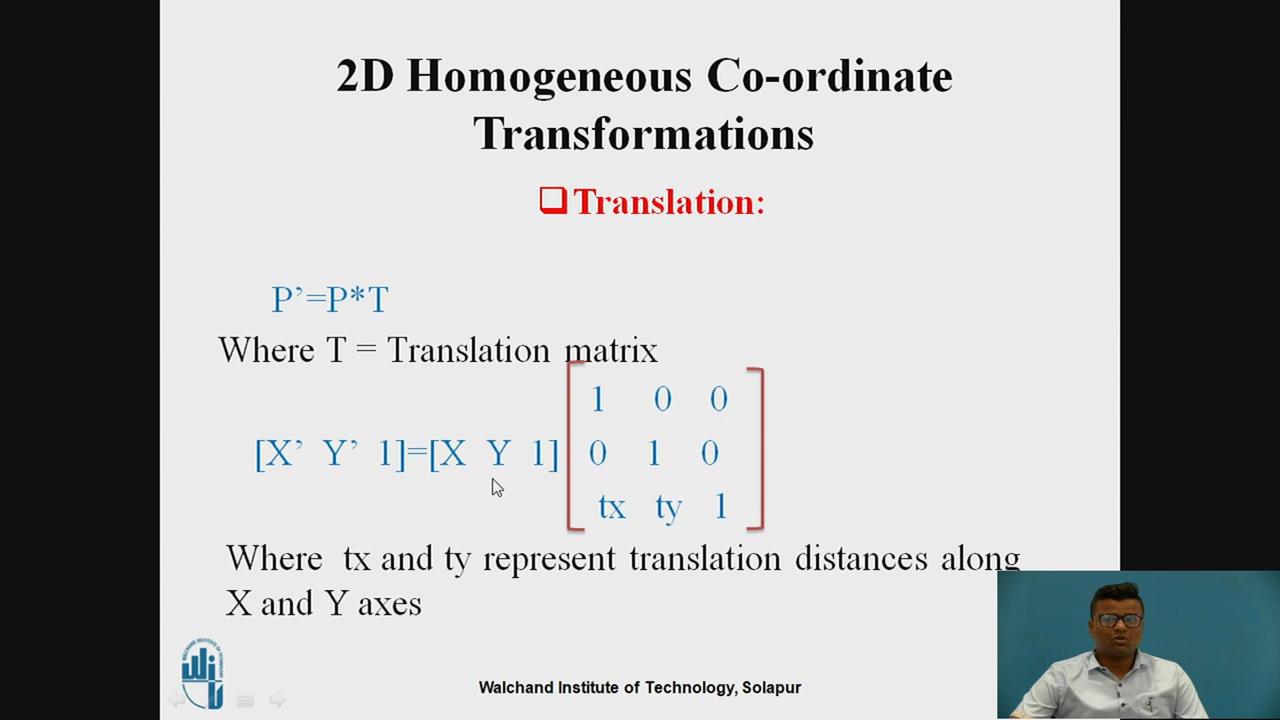 2D Homogeneous Co-ordinate
Transformations
Translation:
P’=P*T
Where T = Translation matrix
1 0 0
[X’ Y’ 1]=[X Y 1] 0 1 0
tx ty 1
Where tx and ty represent translation distances along
X and Y axes
Walchand Institute of Technology, Solapur